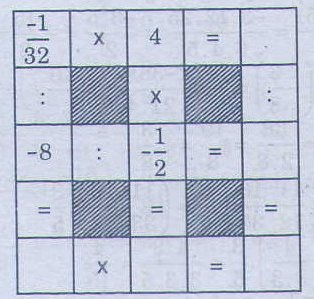 -1/32 x 4 =
: x :
-8 : -1/2 =
= = =
x =